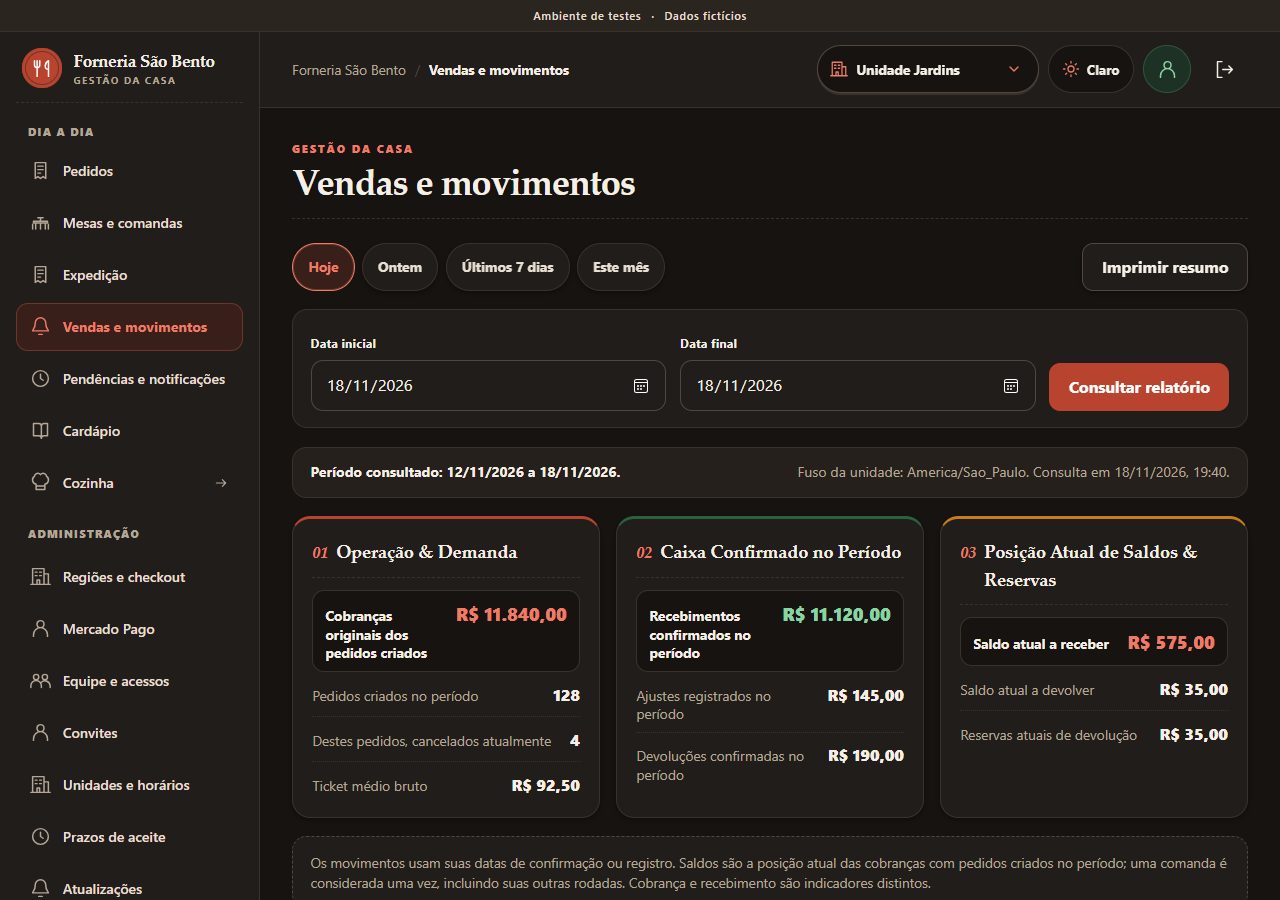 Ambiente de testes · Dados fictícios
Forneria São Bento
GESTÃO DA CASA
DIA A DIA
Pedidos
Mesas e comandas
Expedição
Vendas e movimentos
Pendências e notificações
Cardápio
Cozinha →
ADMINISTRAÇÃO
Regiões e checkout
Mercado Pago
Equipe e acessos
Convites
Unidades e horários
Prazos de aceite
Atualizações
Forneria São Bento / Vendas e movimentos
Unidade Jardins
Claro
GESTÃO DA CASA
Vendas e movimentos
Hoje
Ontem
Últimos 7 dias
Este mês
Imprimir resumo
Data inicial
18/11/2026
Data final
18/11/2026
Consultar relatório
Período consultado: 12/11/2026 a 18/11/2026.
Fuso da unidade: America/Sao_Paulo. Consulta em 18/11/2026, 19:40.
01 Operação & Demanda
Cobranças
originais dos
pedidos criados
R$ 11.840,00
Pedidos criados no período 128
Destes pedidos, cancelados atualmente 4
Ticket médio bruto R$ 92,50
02 Caixa Confirmado no Período
Recebimentos
confirmados no
período
R$ 11.120,00
Ajustes registrados no
período
R$ 145,00
Devoluções confirmadas no
período
R$ 190,00
03 Posição Atual de Saldos &
Reservas
Saldo atual a receber R$ 575,00
Saldo atual a devolver R$ 35,00
Reservas atuais de devolução R$ 35,00
Os movimentos usam suas datas de confirmação ou registro. Saldos são a posição atual das cobranças com pedidos criados no período; uma comanda é
considerada uma vez, incluindo suas outras rodadas. Cobrança e recebimento são indicadores distintos.